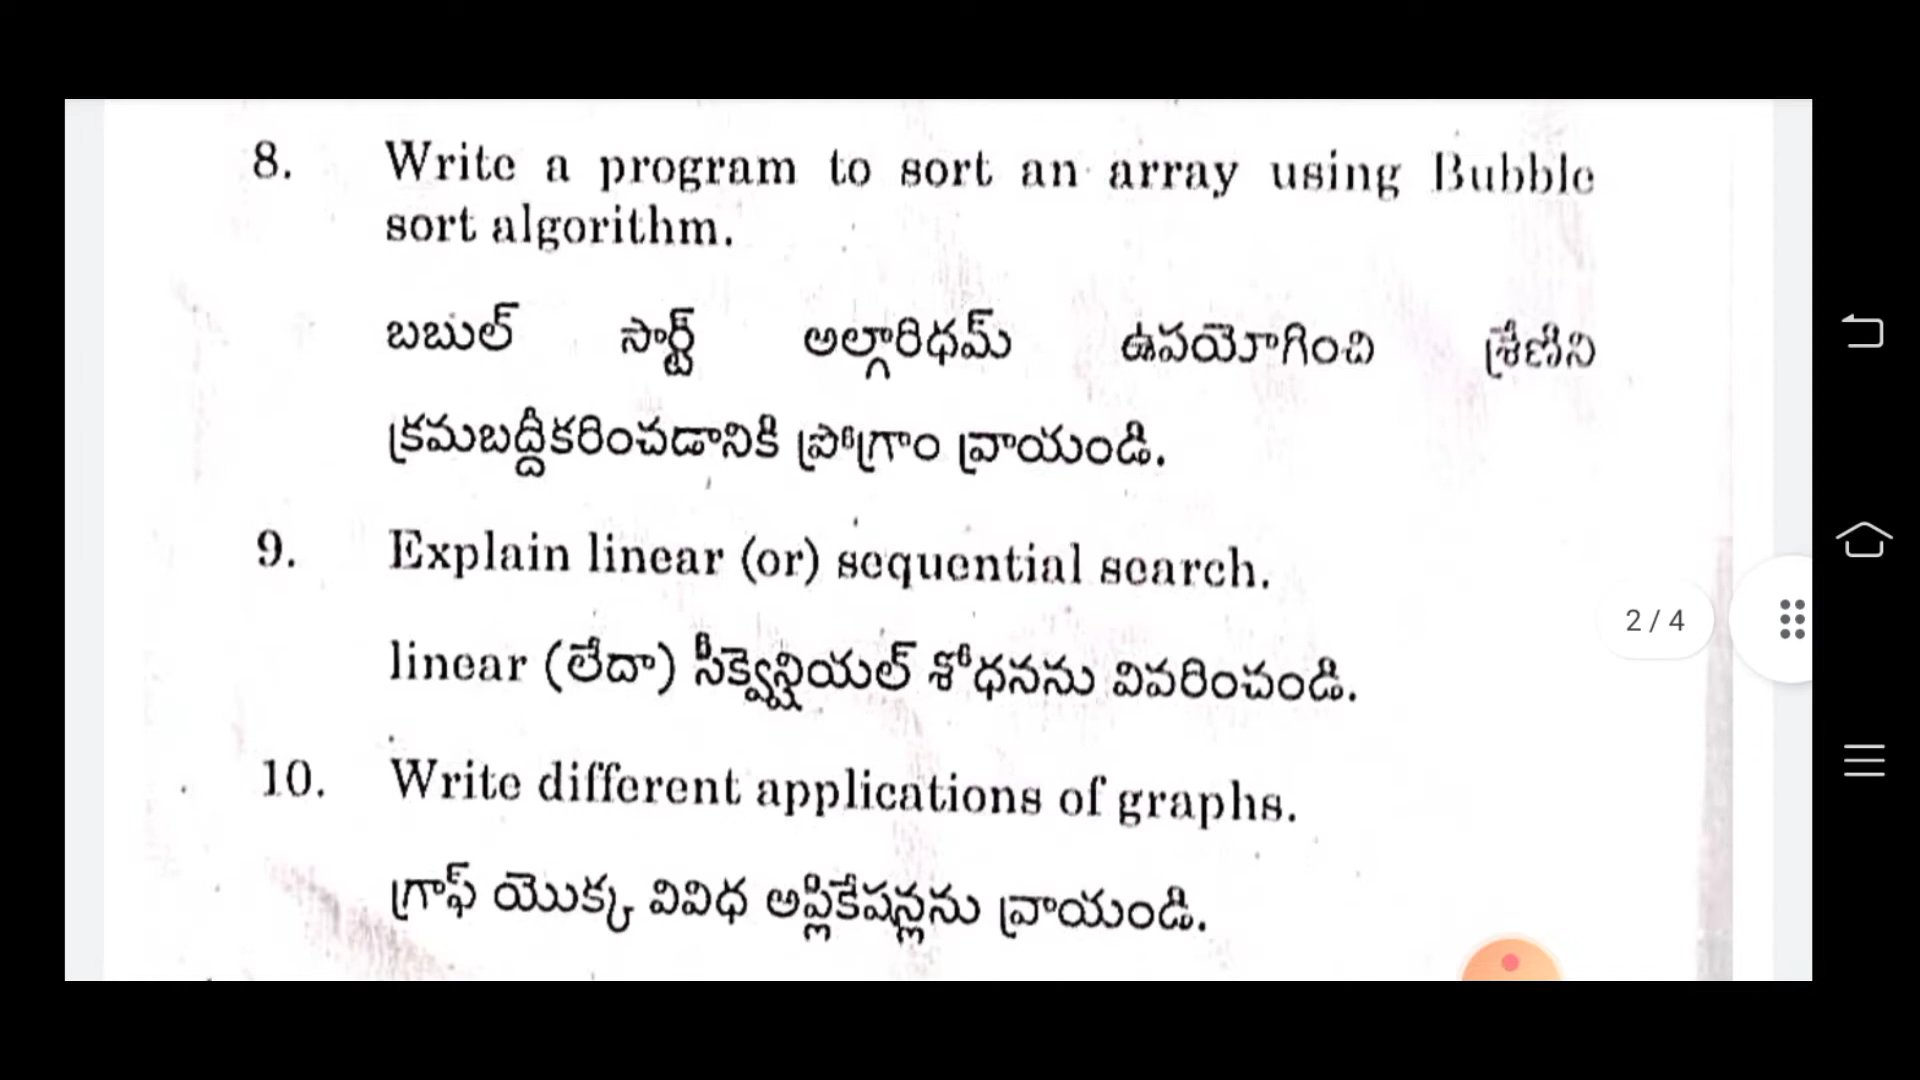 8. Write a program to sort an array using Bubble
sort algorithm.
బబుల్ సార్ట్ అల్గారిధమ్ ఉపయోగించి శ్రేణిని
క్రమబద్దీకరించడానికి ప్రోగ్రాం వ్రాయండి.
9. Explain linear (or) sequential search.
linear (లేదా) సీక్వెన్షియల్ శోధనను వివరించండి.
2 / 4
10. Write different applications of graphs.
గ్రాఫ్ యొక్క వివిధ అప్లికేషన్లను వ్రాయండి.